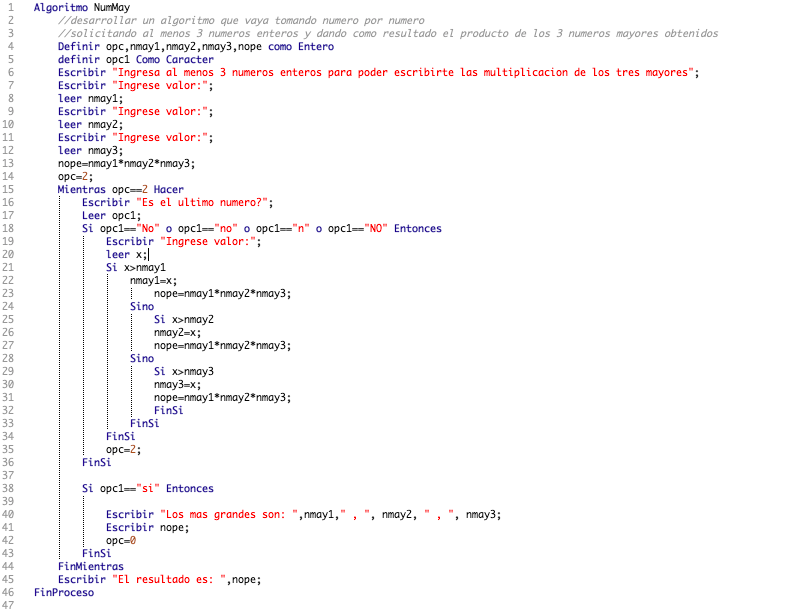 1 Algoritmo NumMay
2 //desarrollar un algoritmo que vaya tomando numero por numero
3 //solicitando al menos 3 numeros enteros y dando como resultado el producto de los 3 numeros mayores obtenidos
4 Definir opc,nmay1,nmay2,nmay3,nope como Entero
5 definir opc1 Como Caracter
6 Escribir "Ingresa al menos 3 numeros enteros para poder escribirte las multiplicacion de los tres mayores";
7 Escribir "Ingrese valor:";
8 leer nmay1;
9 Escribir "Ingrese valor:";
10 leer nmay2;
11 Escribir "Ingrese valor:";
12 leer nmay3;
13 nope=nmay1*nmay2*nmay3;
14 opc=2;
15 Mientras opc==2 Hacer
16 Escribir "Es el ultimo numero?";
17 Leer opc1;
18 Si opc1=="No" o opc1=="no" o opc1=="n" o opc1=="NO" Entonces
19 Escribir "Ingrese valor:";
20 leer x;
21 Si x>nmay1
22 nmay1=x;
23 nope=nmay1*nmay2*nmay3;
24 Sino
25 Si x>nmay2
26 nmay2=x;
27 nope=nmay1*nmay2*nmay3;
28 Sino
29 Si x>nmay3
30 nmay3=x;
31 nope=nmay1*nmay2*nmay3;
32 FinSi
33 FinSi
34 FinSi
35 opc=2;
36 FinSi
37
38 Si opc1=="si" Entonces
39
40 Escribir "Los mas grandes son: ",nmay1," , ", nmay2, " , ", nmay3;
41 Escribir nope;
42 opc=0
43 FinSi
44 FinMientras
45 Escribir "El resultado es: ",nope;
46 FinProceso
47